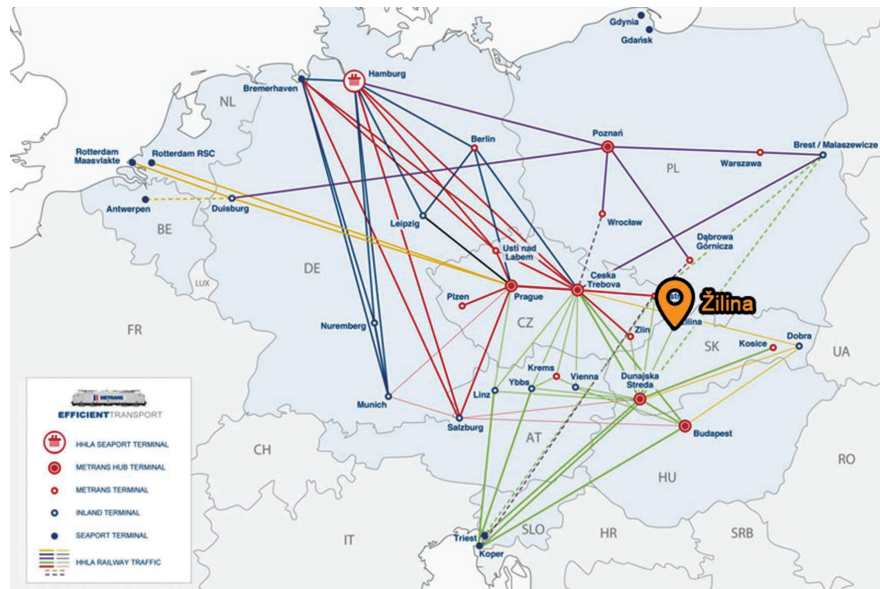 Gdynia
Gdańsk
Hamburg
Bremerhaven
NL
Berlin
Poznań
Rotterdam
Maasvlakte
Rotterdam RSC
PL
Warszawa
Brest / Malaszewicze
Antwerpen
BE
Duisburg
Leipzig
Wrocław
Usti nad
Labem
Dąbrowa
Górnicza
LUX
DE
Prague
Ceska
Trebova
Plzen
CZ
Žilina
Nuremberg
Zlin
SK
Kosice
Dobra
UA
FR
Krems
Vienna
Dunajska
Streda
Linz
Ybbs
Munich
Salzburg
AT
Budapest
HU
RO
CH
IT
SLO
HR
SRB
Triest
Koper
METRANS
EFFICIENTTRANSPORT
HHLA SEAPORT TERMINAL
METRANS HUB TERMINAL
METRANS TERMINAL
INLAND TERMINAL
SEAPORT TERMINAL
HHLA RAILWAY TRAFFIC